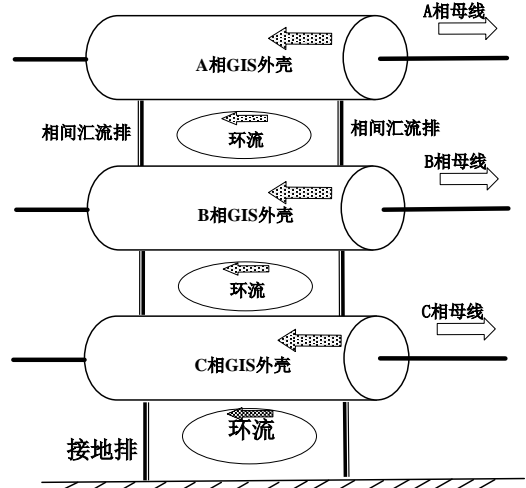 A相母线
A相GIS外壳
相间汇流排
环流
相间汇流排
B相母线
B相GIS外壳
环流
C相母线
C相GIS外壳
环流
接地排